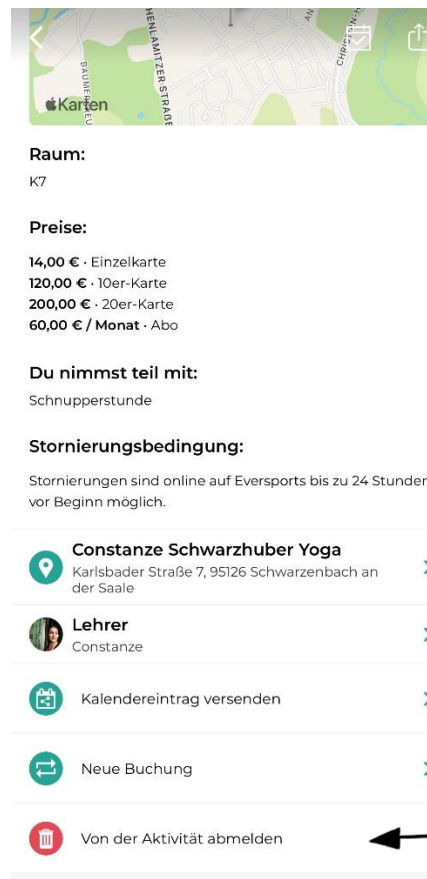 HENLAMITZER STRAßE
Karten
Raum:
K7
Preise:
14,00 € · Einzelkarte
120,00 € · 10er-Karte
200,00 € · 20er-Karte
60,00 € / Monat · Abo
Du nimmst teil mit:
Schnupperstunde
Stornierungsbedingung:
Stornierungen sind online auf Eversports bis zu 24 Stunden
vor Beginn möglich.
Constanze Schwarzhuber Yoga
Karlsbader Straße 7, 95126 Schwarzenbach an
der Saale
Lehrer
Constanze
Kalendereintrag versenden
Neue Buchung
Von der Aktivität abmelden